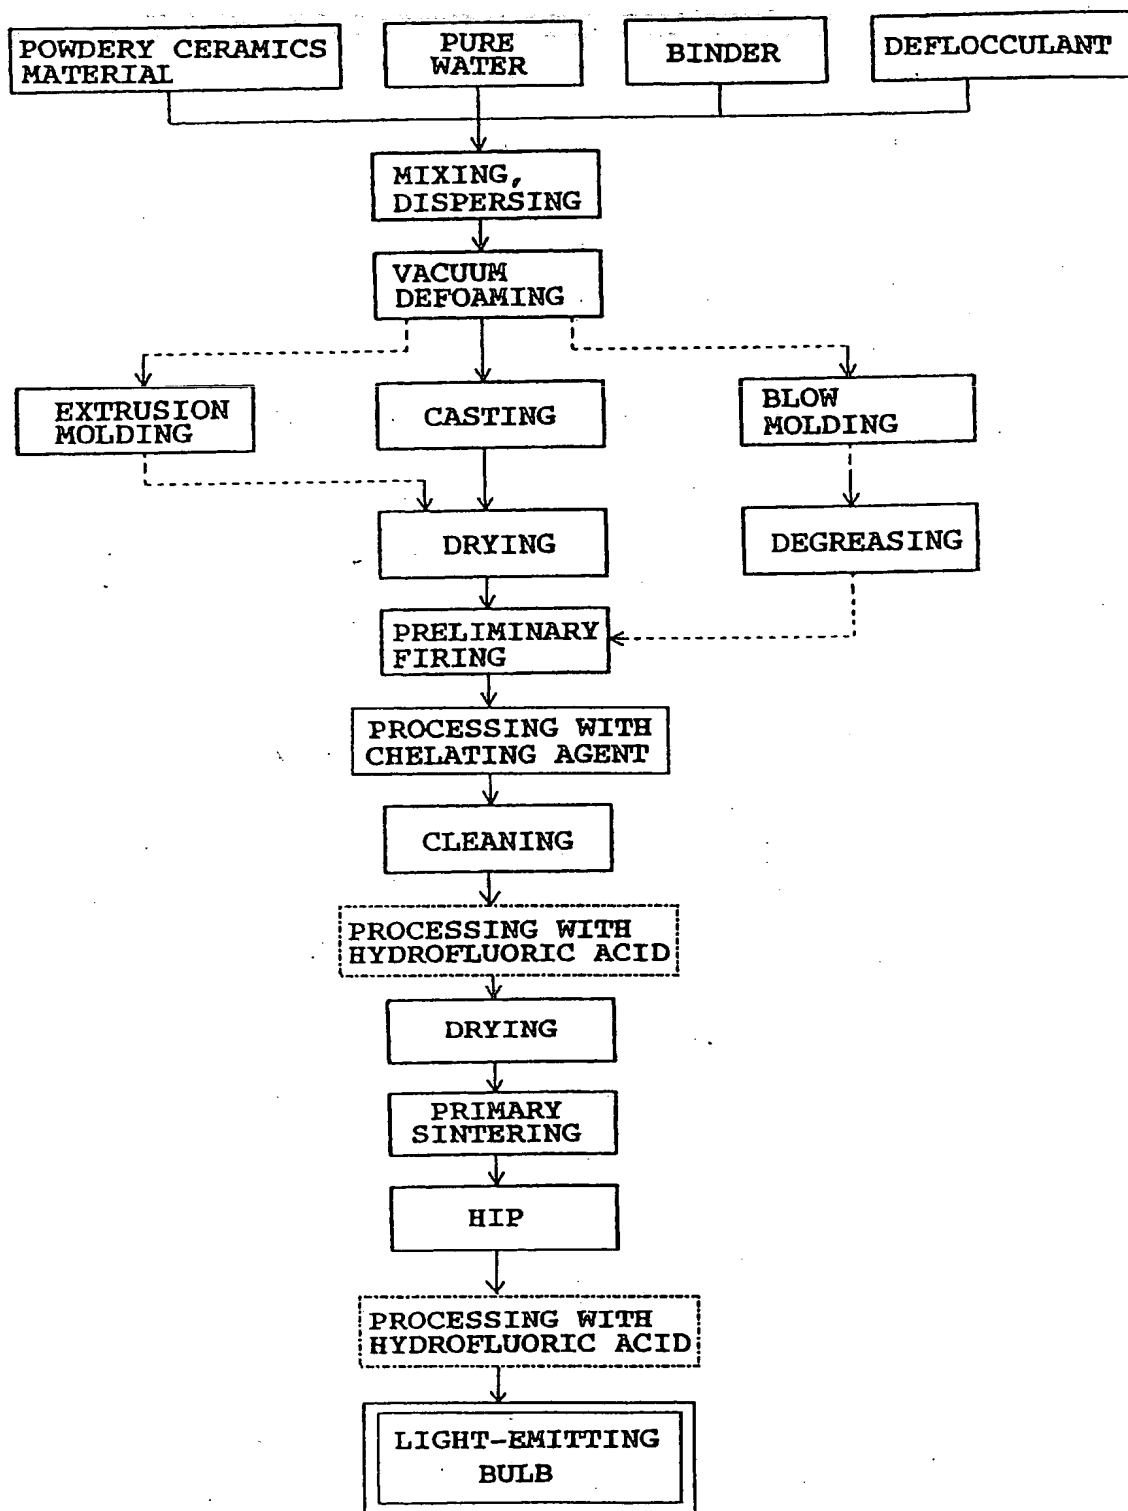 POWDERY CERAMICS
MATERIAL
PURE
WATER
BINDER
DEFLOCCULANT
MIXING,
DISPERSING
VACUUM
DEFOAMING
EXTRUSION
MOLDING
CASTING
BLOW
MOLDING
DRYING
DEGREASING
PRELIMINARY
FIRING
PROCESSING WITH
CHELATING AGENT
CLEANING
PROCESSING WITH
HYDROFLUORIC ACID
DRYING
PRIMARY
SINTERING
HIP
PROCESSING WITH
HYDROFLUORIC ACID
LIGHT-EMITTING
BULB